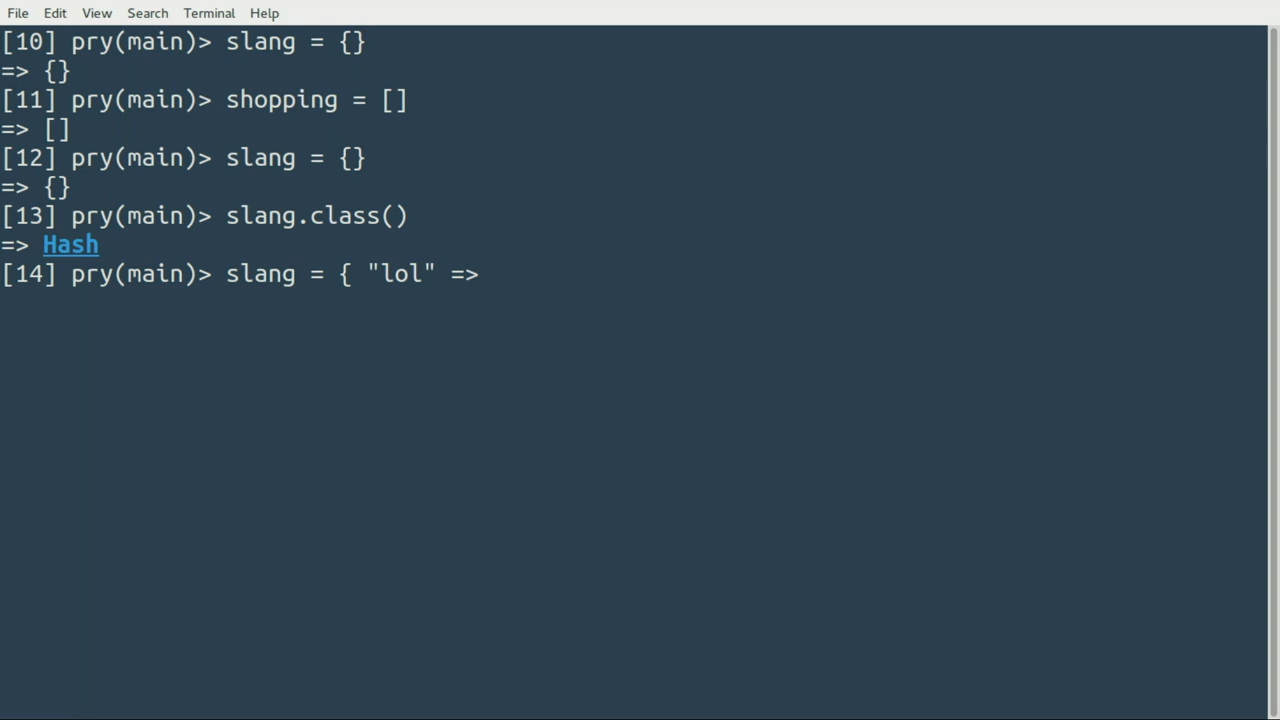 File Edit View Search Terminal Help
[10] pry(main)> slang = {}
=> {}
[11] pry(main)> shopping = []
=> []
[12] pry(main)> slang = {}
=> {}
[13] pry(main)> slang.class()
=> Hash
[14] pry(main)> slang = { "lol" =>